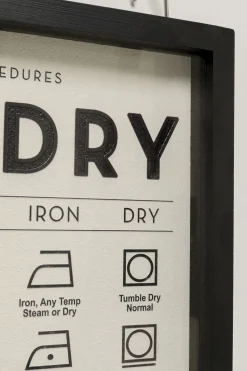 EDURES
DRY
IRON DRY
Iron, Any Temp Tumble Dry
Steam or Dry Normal